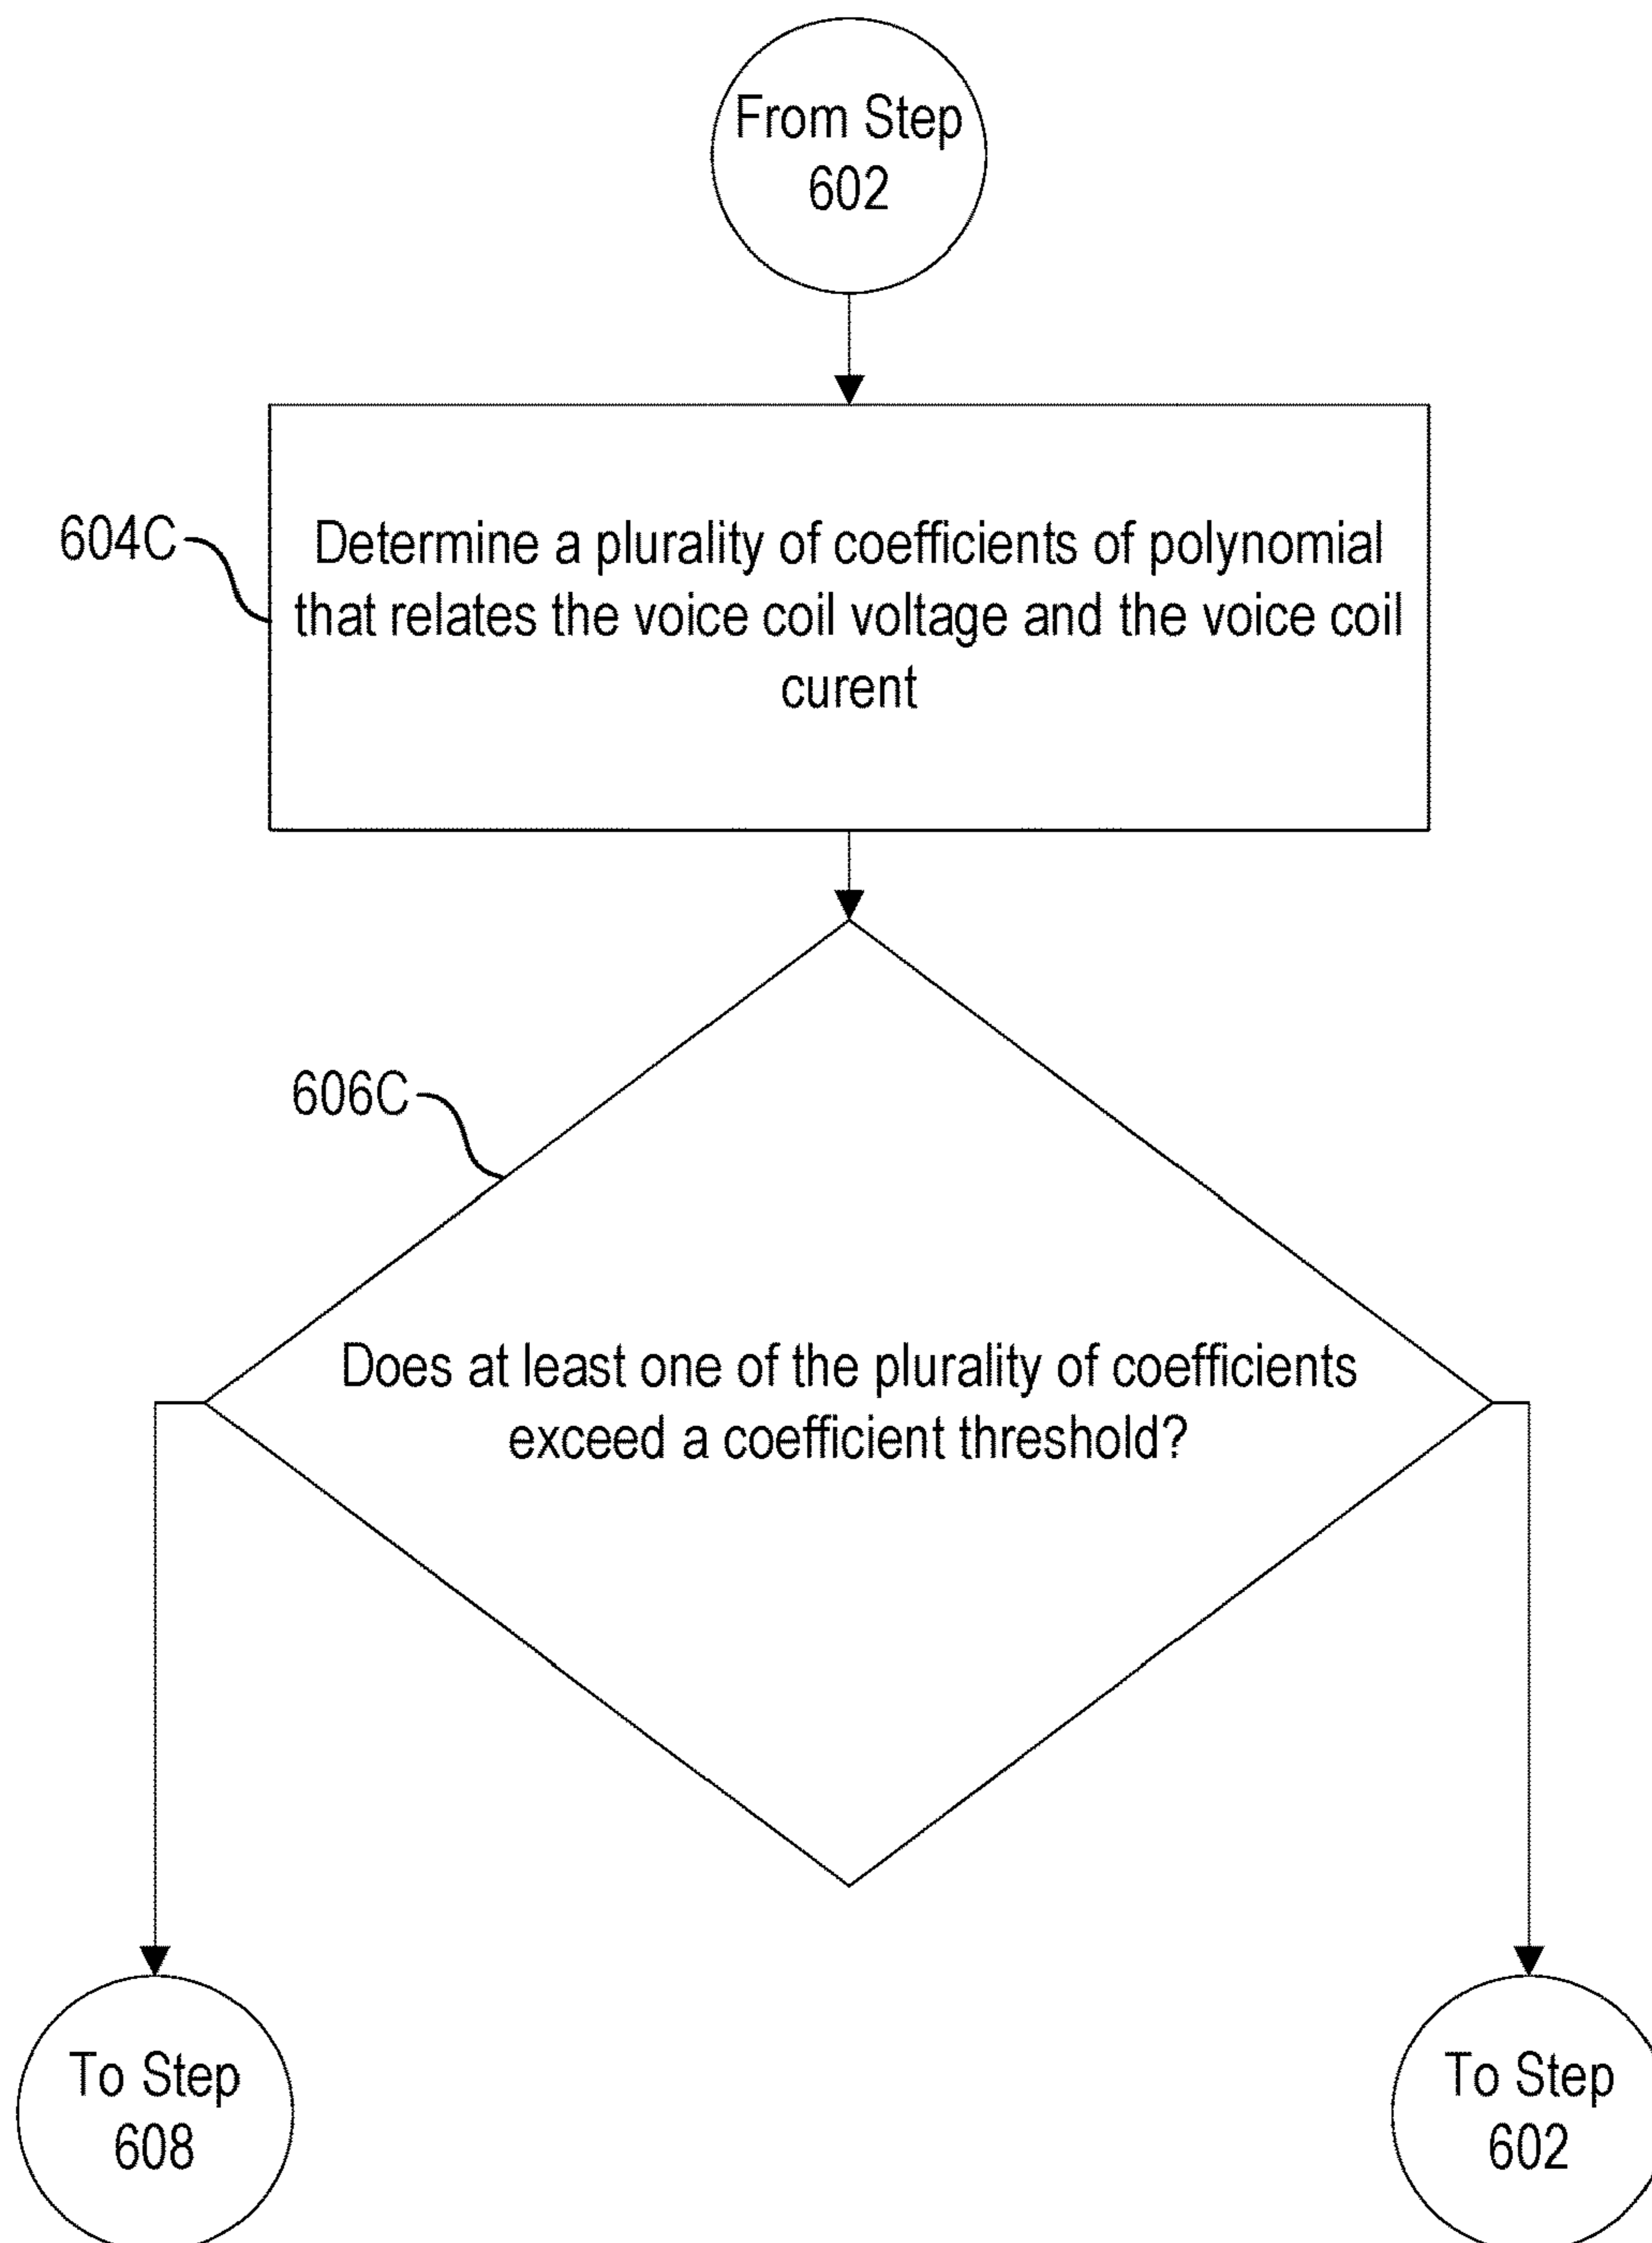 From Step
602
604C
Determine a plurality of coefficients of polynomial
that relates the voice coil voltage and the voice coil
curent
606C
Does at least one of the plurality of coefficients
exceed a coefficient threshold?
To Step
608
To Step
602